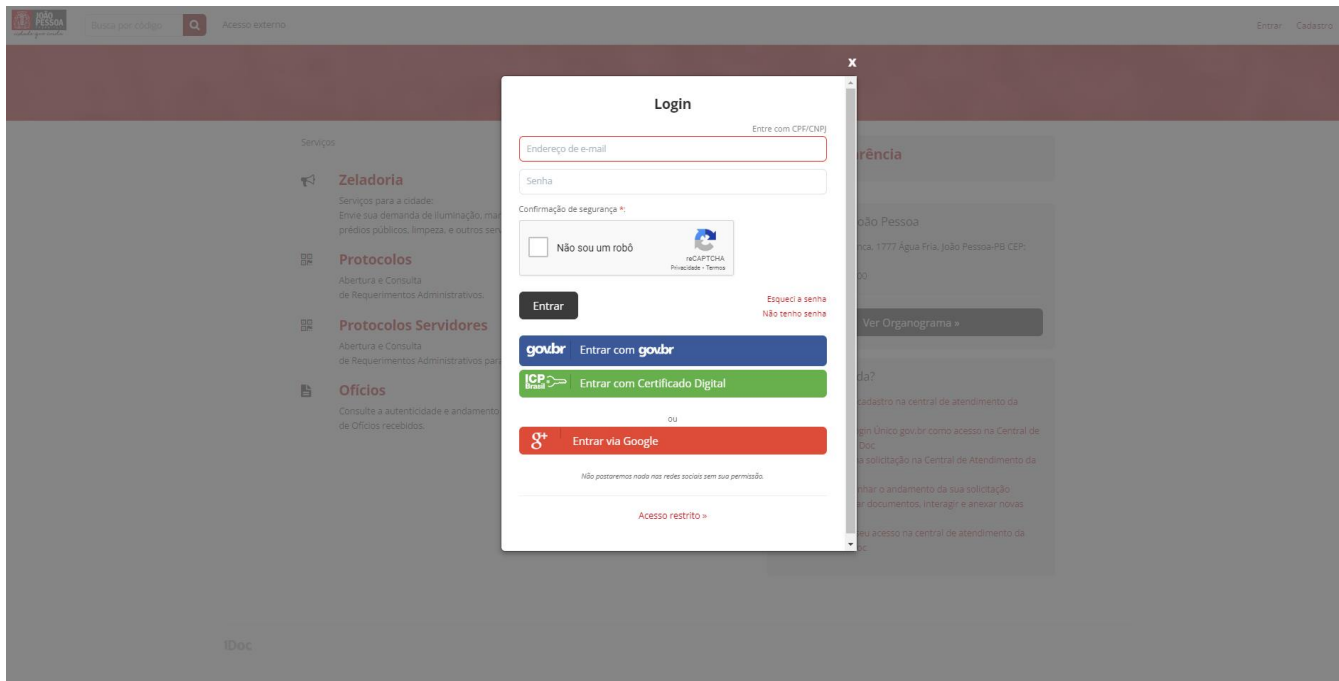 JOÃO
PESSOA
cidade que cuida
Busca por código
Acesso externo
Entrar
Cadastro
x
Login
Entre com CPF/CNPJ
Endereço de e-mail
Senha
Confirmação de segurança *:
Não sou um robô
reCAPTCHA
Privacidade • Termos
Entrar
Esqueci a senha
Não tenho senha
gov.br Entrar com gov.br
ICP Brasil Entrar com Certificado Digital
ou
g+ Entrar via Google
Não postaremos nada nas redes sociais sem sua permissão.
Acesso restrito »
Serviços
Zeladoria
Serviços para a cidade:
Envie sua demanda de iluminação,
prédios públicos, limpeza, e outros
Protocolos
Abertura e Consulta
de Requerimentos Administrativos.
Protocolos Servidores
Abertura e Consulta
de Requerimentos Administrativos
Ofícios
Consulte a autenticidade e andamento
de Ofícios recebidos.
rência
João Pessoa
1777 Água Fria, João Pessoa-PB CEP:
00
Ver Organograma »
da?
cadastro na central de atendimento da
Único gov.br como acesso na Central de
Doc
solicitação na Central de Atendimento da
o andamento da sua solicitação
documentos, interagir e anexar novas
seu acesso na central de atendimento da
1Doc